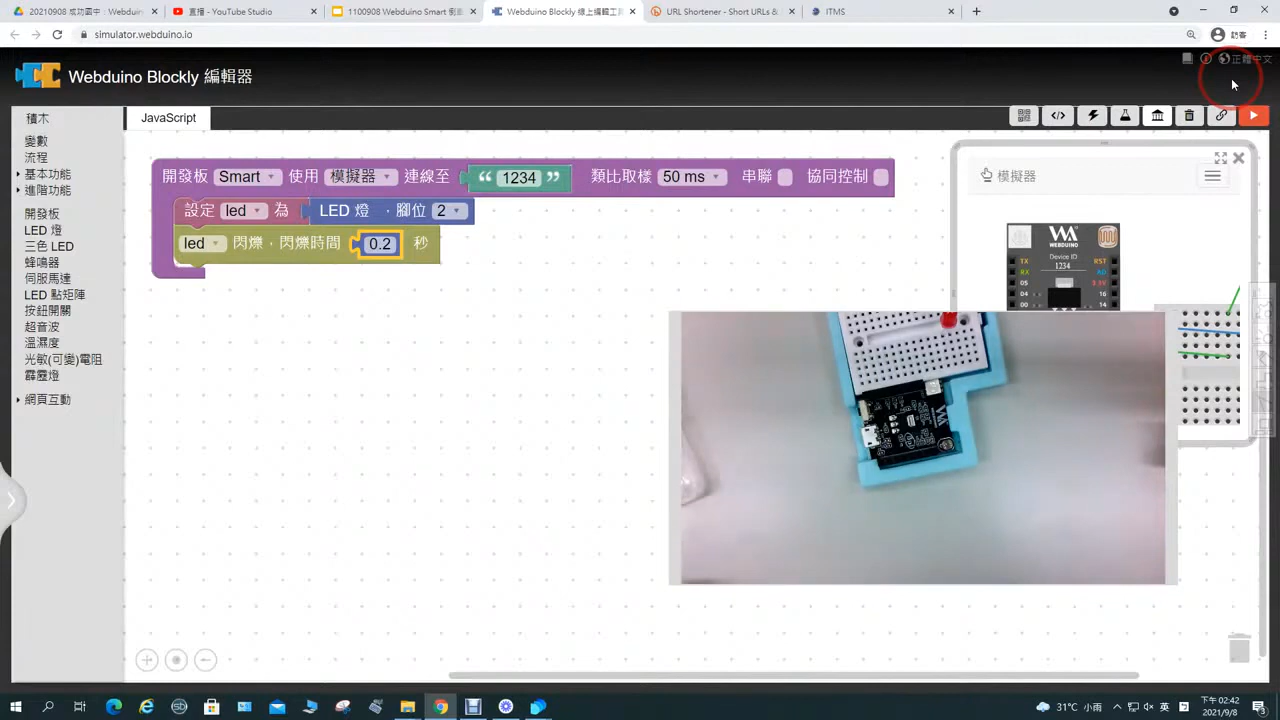 20210908 成功國中：Webduin
直播 - YouTube Studio
1100908 Webduino Smart
Webduino Blockly 線上編輯工具
URL Shortener - Short URLs &
ITMS
simulator.webduino.io
訪客
正體中文
Webduino Blockly 編輯器
積木
JavaScript
變數
流程
基本功能
進階功能
開發板
LED 燈
三色 LED
蜂鳴器
伺服馬達
LED 點矩陣
按鈕開關
超音波
溫濕度
光敏(可變)電阻
霹靂燈
網頁互動
開發板 Smart 使用 模擬器 連線至 “ 1234 ” 類比取樣 50 ms 串聯 協同控制
設定 led 為 LED 燈 ，腳位 2
led 閃爍，閃爍時間 0.2 秒
模擬器
WEBDUINO
Device ID
1234
TX
RX
05
04
00
RST
AD
3.3V
16
14
31°C 小雨
英
下午 02:42
2021/9/8
3